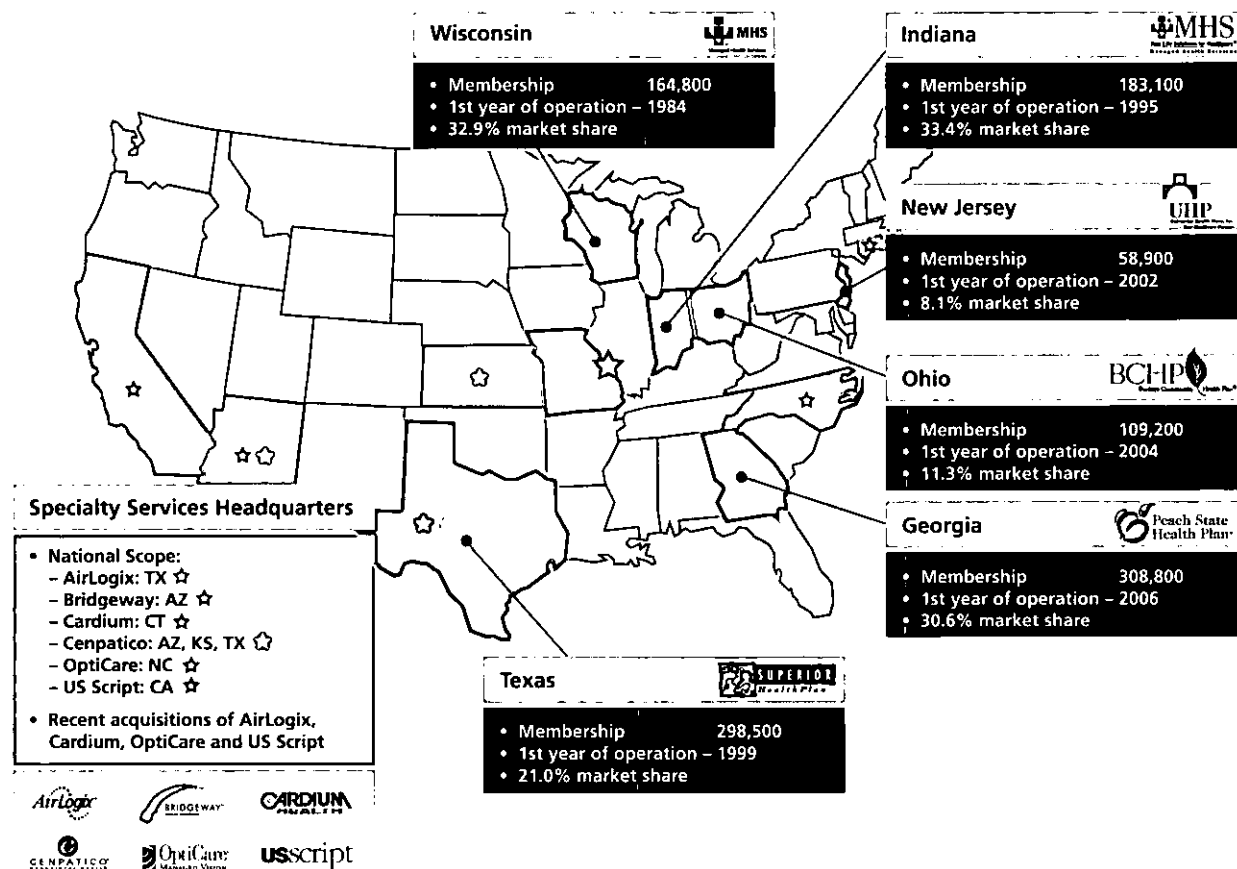 Wisconsin
MHS
• Membership 164,800
• 1st year of operation – 1984
• 32.9% market share
Indiana
MHS
• Membership 183,100
• 1st year of operation – 1995
• 33.4% market share
New Jersey
UHP
• Membership 58,900
• 1st year of operation – 2002
• 8.1% market share
Ohio
BCHP
• Membership 109,200
• 1st year of operation – 2004
• 11.3% market share
Georgia
Peach State
Health Plan
• Membership 308,800
• 1st year of operation – 2006
• 30.6% market share
Texas
SUPERIOR
HealthPlan
• Membership 298,500
• 1st year of operation – 1999
• 21.0% market share
Specialty Services Headquarters
• National Scope:
– AirLogix: TX
– Bridgeway: AZ
– Cardium: CT
– Cenpatico: AZ, KS, TX
– OptiCare: NC
– US Script: CA
• Recent acquisitions of AirLogix,
Cardium, OptiCare and US Script
AirLogix
BRIDGEWAY
CARDIUM
HEALTH
CENPATICO
OptiCare
MANAGED VISION
USscript